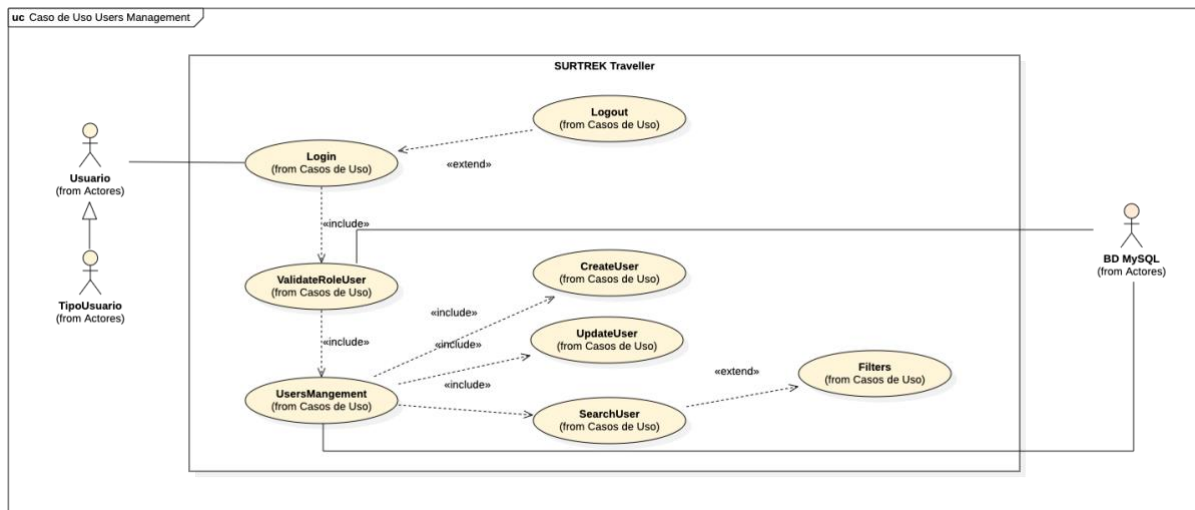 uc Caso de Uso Users Management
SURTREK Traveller
Logout
(from Casos de Uso)
Login
(from Casos de Uso)
«extend»
Usuario
(from Actores)
«include»
BD MySQL
(from Actores)
ValidateRoleUser
(from Casos de Uso)
CreateUser
(from Casos de Uso)
TipoUsuario
(from Actores)
«include»
«include»
UpdateUser
(from Casos de Uso)
«include»
«include»
UsersMangement
(from Casos de Uso)
SearchUser
(from Casos de Uso)
«extend»
Filters
(from Casos de Uso)